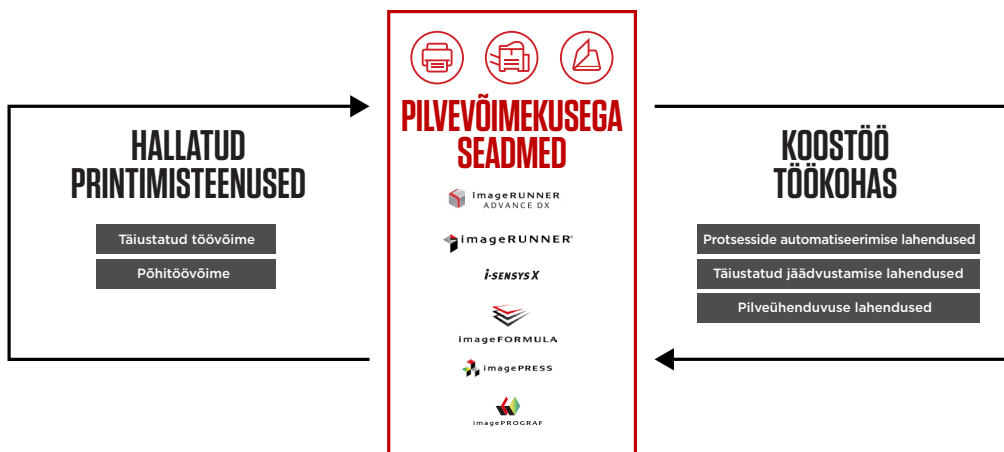 HALLATUD
PRINTIMISTEENUSED
Täiustatud töövõime
Põhitöövõime
PILVEVÕIMEKUSEGA
SEADMED
imageRUNNER
ADVANCE DX
imageRUNNER®
i-SENSYS X
imageFORMULA
imagePRESS
imagePROGRAF
KOOSTÖÖ
TÖÖKOHAS
Protsesside automatiseerimise lahendused
Täiustatud jäädvustamise lahendused
Pilveühenduvuse lahendused